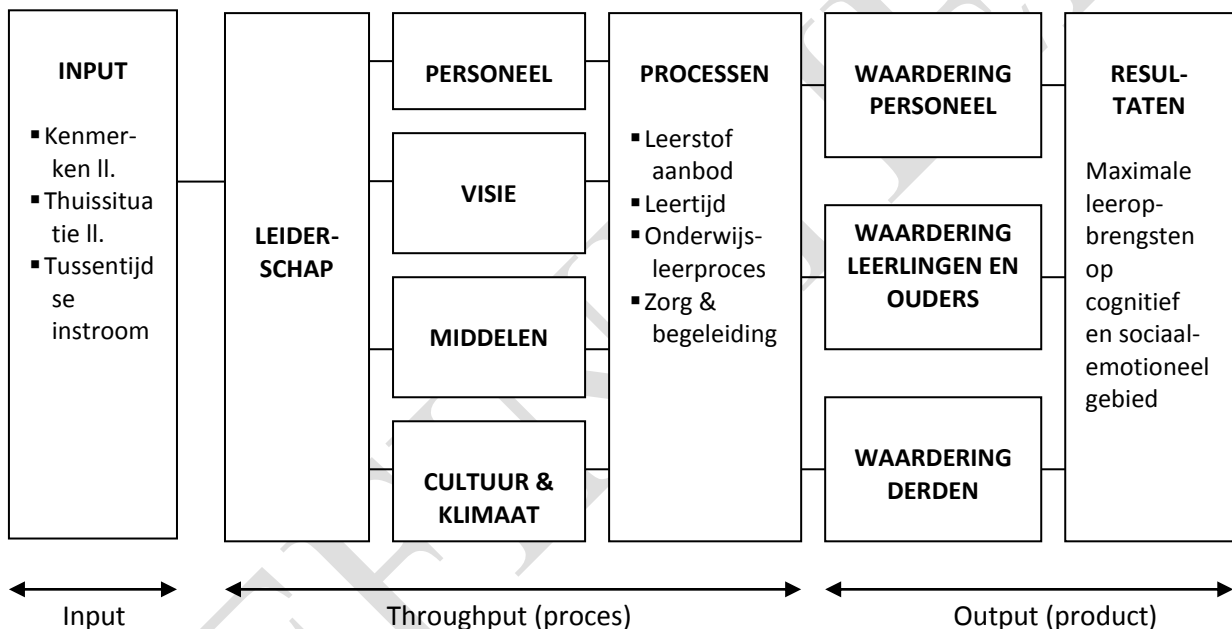 INPUT
▪ Kenmer-
ken ll.
▪ Thuissitua
tie ll.
▪ Tussentijd
se
instroom
LEIDER-
SCHAP
PERSONEEL
VISIE
MIDDELEN
CULTUUR &
KLIMAAT
PROCESSEN
▪ Leerstof
aanbod
▪ Leertijd
▪ Onderwijs-
leerproces
▪ Zorg &
begeleiding
WAARDERING
PERSONEEL
WAARDERING
LEERLINGEN EN
OUDERS
WAARDERING
DERDEN
RESUL-
TATEN
Maximale
leerop-
brengsten
op
cognitief
en sociaal-
emotioneel
gebied
Input
Throughput (proces)
Output (product)